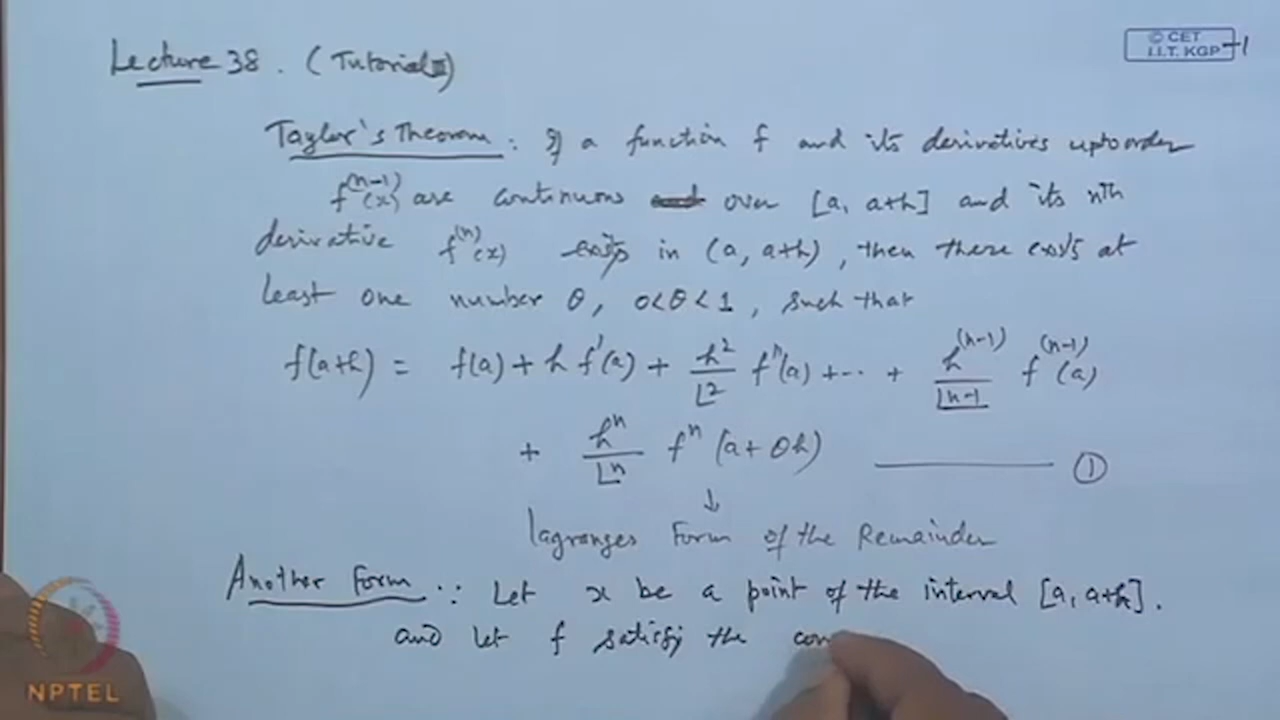 © CET
I.I.T. KGP
Lecture 38. (Tutorial II)
Taylor's Theorem : If a function f and its derivatives upto order
f^(n-1)(x) are continuous over [a, a+h] and its nth
derivative f^(n)(x) exists in (a, a+h), then there exists at
least one number θ, 0<θ<1, such that
f(a+h) = f(a) + h f'(a) + h^2/∟2 f''(a) + ... + h^(n-1)/∟n-1 f^(n-1)(a)
+ h^n/∟n f^n (a+θh) ——— ①
↓
lagranges Form of the Remainder
Another Form :: Let x be a point of the interval [a, a+h].
and let f satisfy the con
NPTEL